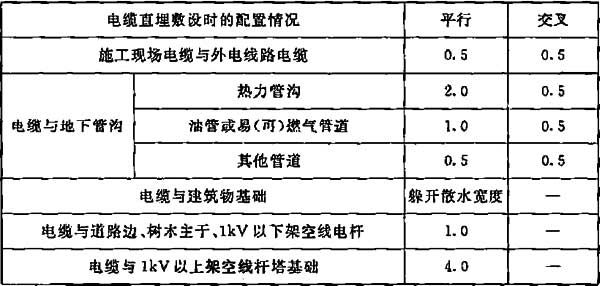 电缆直埋敷设时的配置情况 平行 交叉
施工现场电缆与外电线路电缆 0.5 0.5
电缆与地下管沟 热力管沟 2.0 0.5
油管或易(可)燃气管道 1.0 0.5
其他管道 0.5 0.5
电缆与建筑物基础 躲开散水宽度 —
电缆与道路边、树木主干、1kV以下架空线电杆 1.0 —
电缆与1kV以上架空线杆塔基础 4.0 —